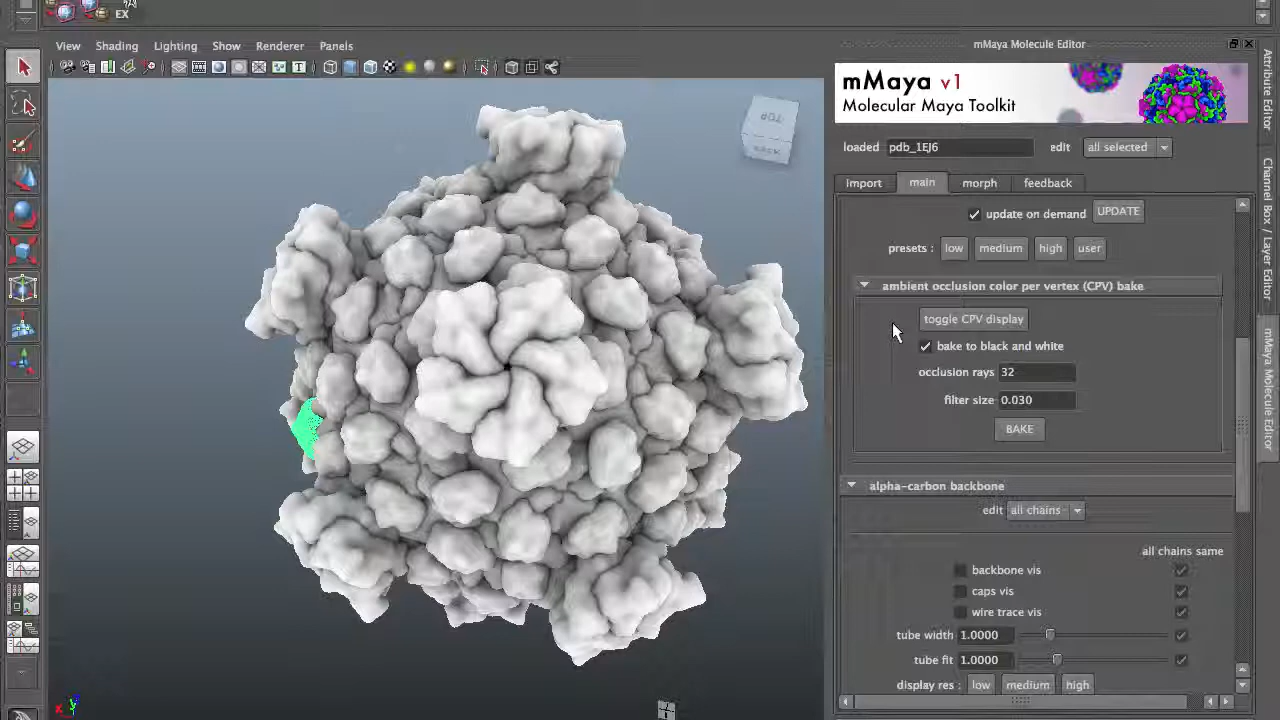 EX
View Shading Lighting Show Renderer Panels
mMaya Molecule Editor
mMaya v1
Molecular Maya Toolkit
loaded pdb_1EJ6 edit all selected
import main morph feedback
update on demand UPDATE
presets : low medium high user
ambient occlusion color per vertex (CPV) bake
toggle CPV display
bake to black and white
occlusion rays 32
filter size 0.030
BAKE
alpha-carbon backbone
edit all chains
all chains same
backbone vis
caps vis
wire trace vis
tube width 1.0000
tube fit 1.0000
display res : low medium high
Attribute Editor
Channel Box / Layer Editor
mMaya Molecule Editor
TOP
BACK
x y